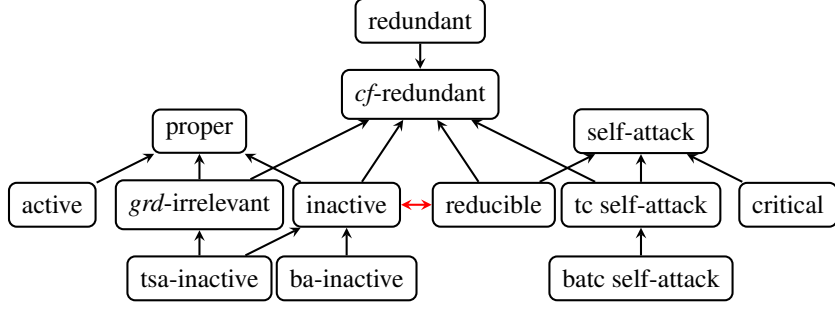 redundant
cf-redundant
proper
self-attack
active
grd-irrelevant
inactive
reducible
tc self-attack
critical
tsa-inactive
ba-inactive
batc self-attack